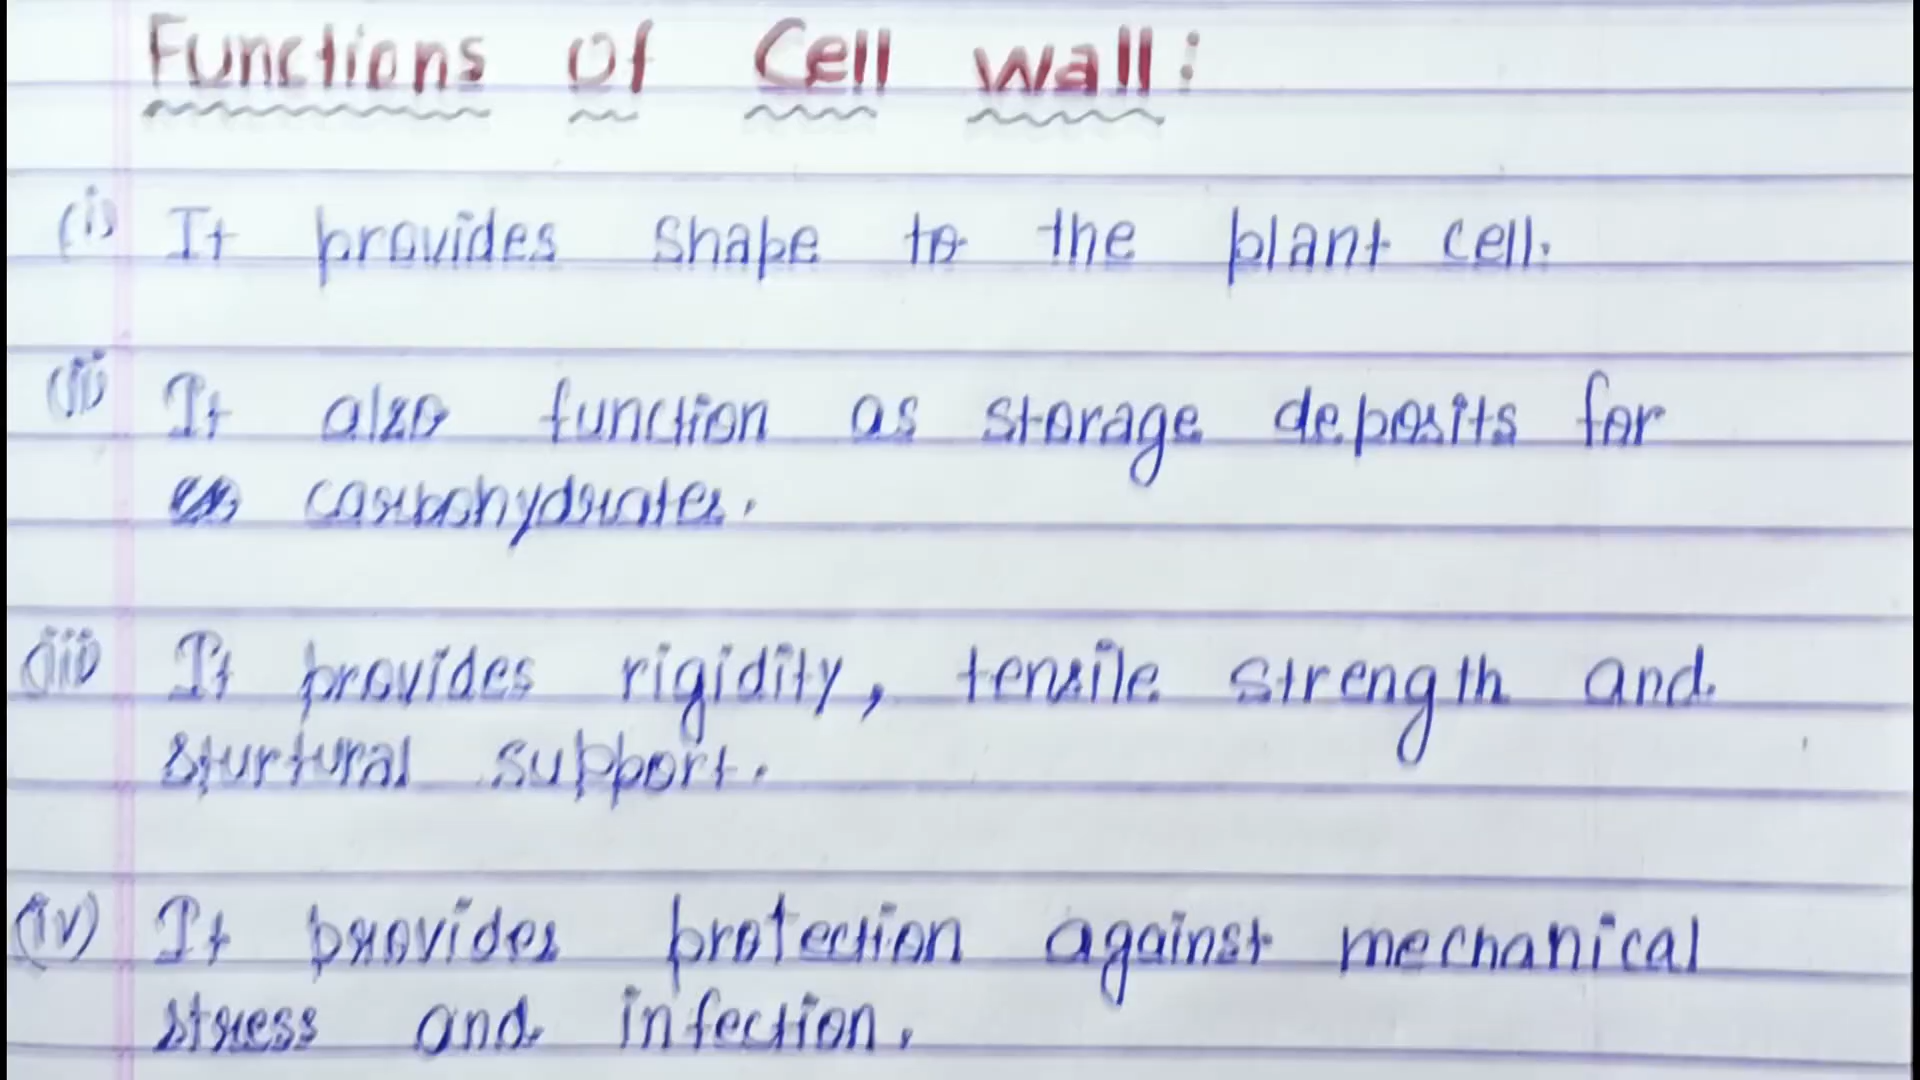 Functions of Cell wall:
(i) It provides shape to the plant cell.
(ii) It also function as storage deposits for
carbohydrates.
(iii) It provides rigidity, tensile strength and
sturtural support.
(iv) It provides protection against mechanical
stress and infection.